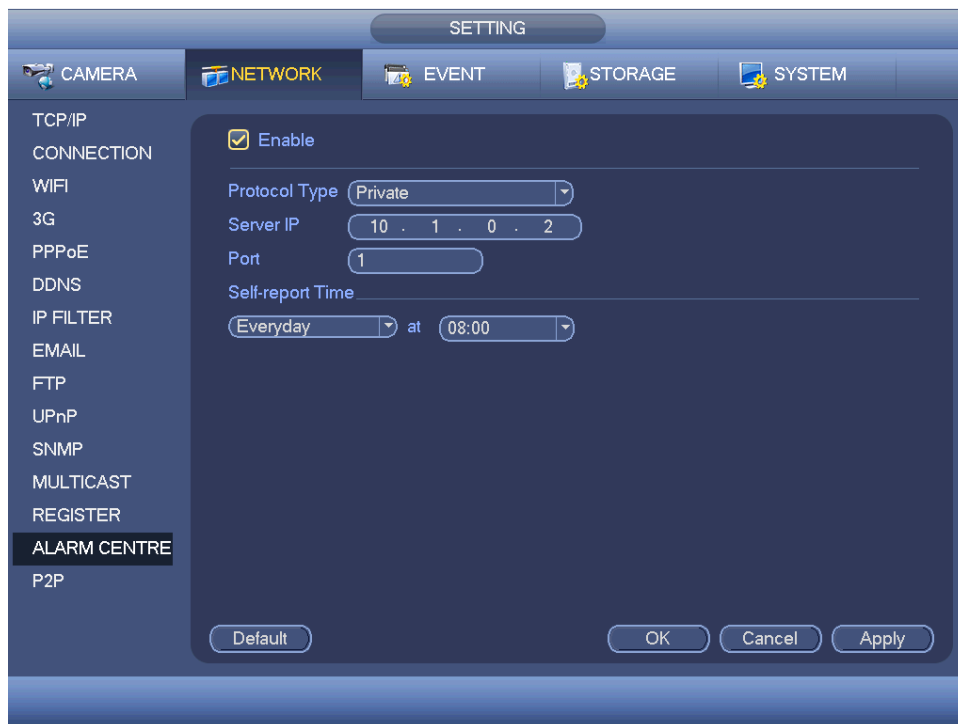 SETTING
CAMERA NETWORK EVENT STORAGE SYSTEM
TCP/IP
CONNECTION
WIFI
3G
PPPoE
DDNS
IP FILTER
EMAIL
FTP
UPnP
SNMP
MULTICAST
REGISTER
ALARM CENTRE
P2P
Enable
Protocol Type Private
Server IP 10 . 1 . 0 . 2
Port 1
Self-report Time
Everyday at 08:00
Default OK Cancel Apply